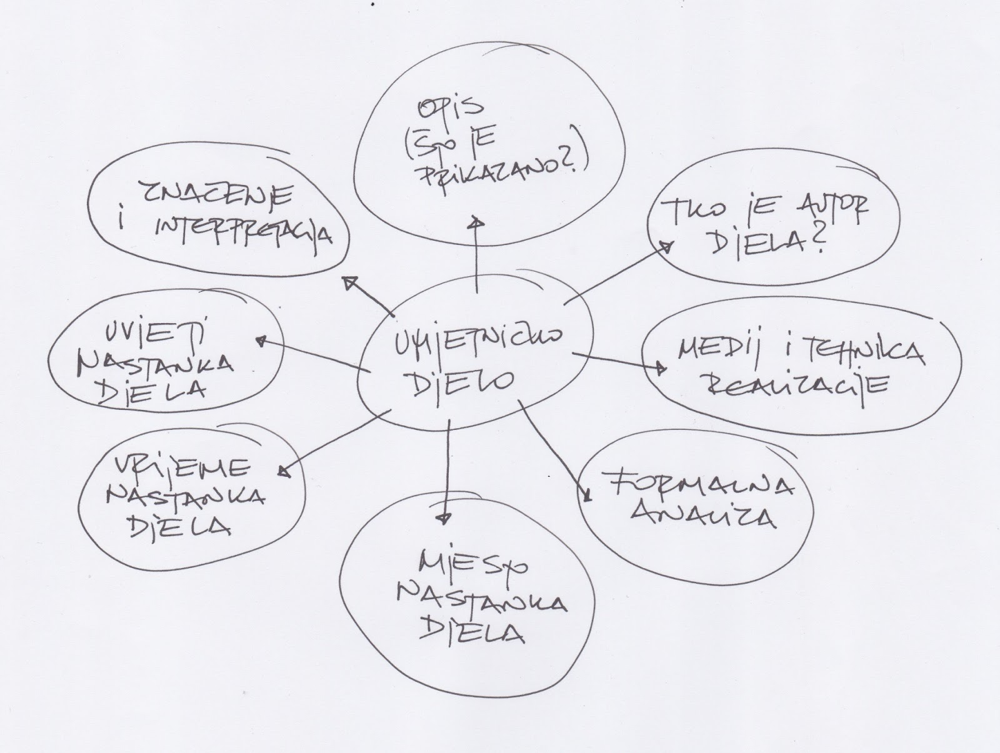 OPIS
(ŠTO JE
PRIKAZANO?)
TKO JE AUTOR
DJELA?
MEDIJ I TEHNIKA
REALIZACIJE
FORMALNA
ANALIZA
MJESTO
NASTANKA
DJELA
VRIJEME
NASTANKA
DJELA
UVJETI
NASTANKA
DJELA
ZNAČENJE
i INTERPRETACIJA
UMJETNIČKO
DJELO